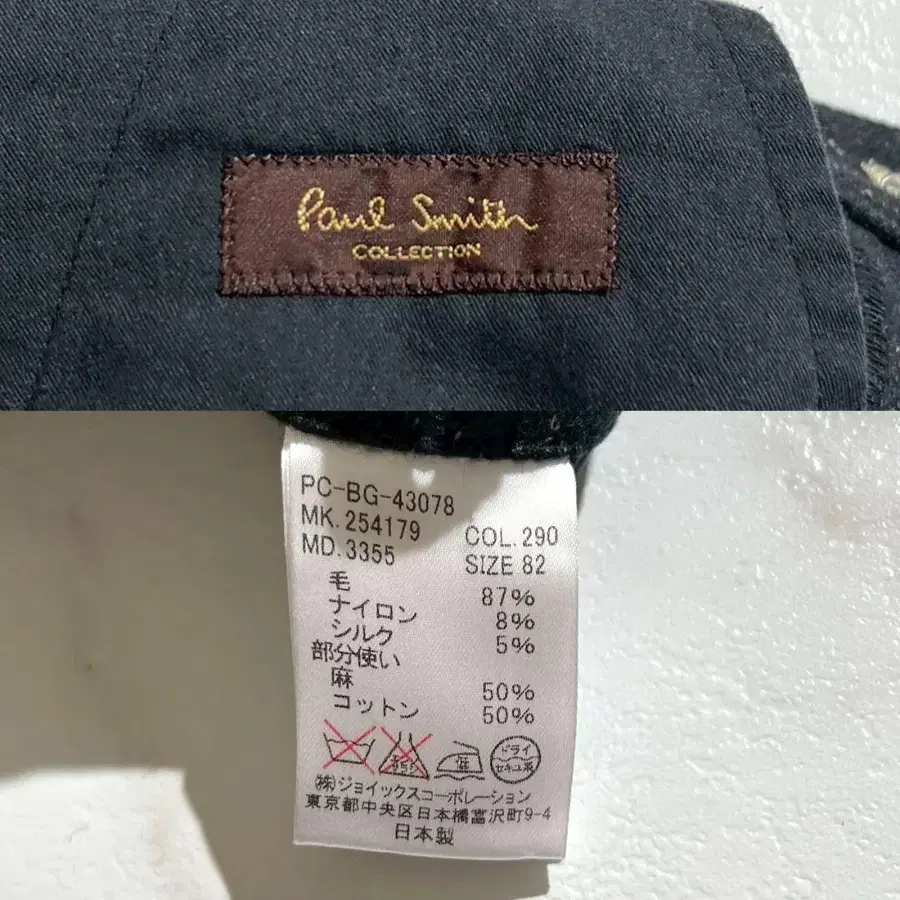 Paul Smith
COLLECTION
PC-BG-43078
MK.254179 COL.290
MD.3355 SIZE 82
毛 87%
ナイロン 8%
シルク 5%
部分使い
麻 50%
コットン 50%
低
ドライ
セキユ系
㈱ジョイックスコーポレーション
東京都中央区日本橋富沢町9-4
日本製